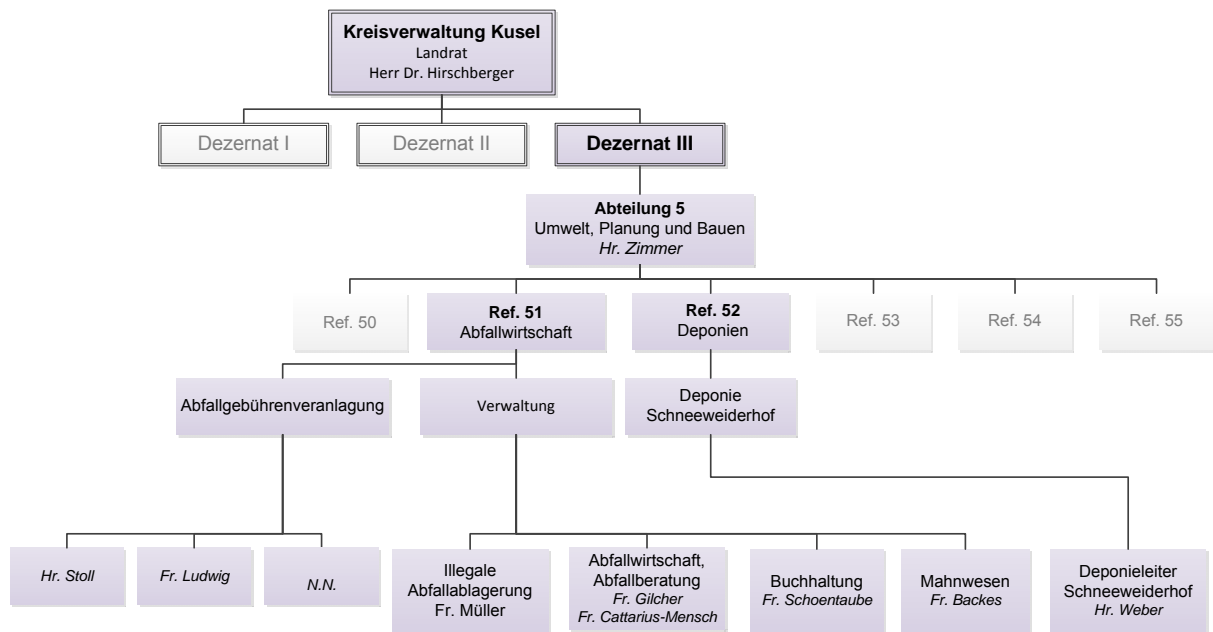 Kreisverwaltung Kusel
Landrat
Herr Dr. Hirschberger
Dezernat I
Dezernat II
Dezernat III
Abteilung 5
Umwelt, Planung und Bauen
Hr. Zimmer
Ref. 50
Ref. 51
Abfallwirtschaft
Ref. 52
Deponien
Ref. 53
Ref. 54
Ref. 55
Abfallgebührenveranlagung
Verwaltung
Deponie
Schneeweiderhof
Hr. Stoll
Fr. Ludwig
N.N.
Illegale
Abfallablagerung
Fr. Müller
Abfallwirtschaft,
Abfallberatung
Fr. Gilcher
Fr. Cattarius-Mensch
Buchhaltung
Fr. Schoentaube
Mahnwesen
Fr. Backes
Deponieleiter
Schneeweiderhof
Hr. Weber